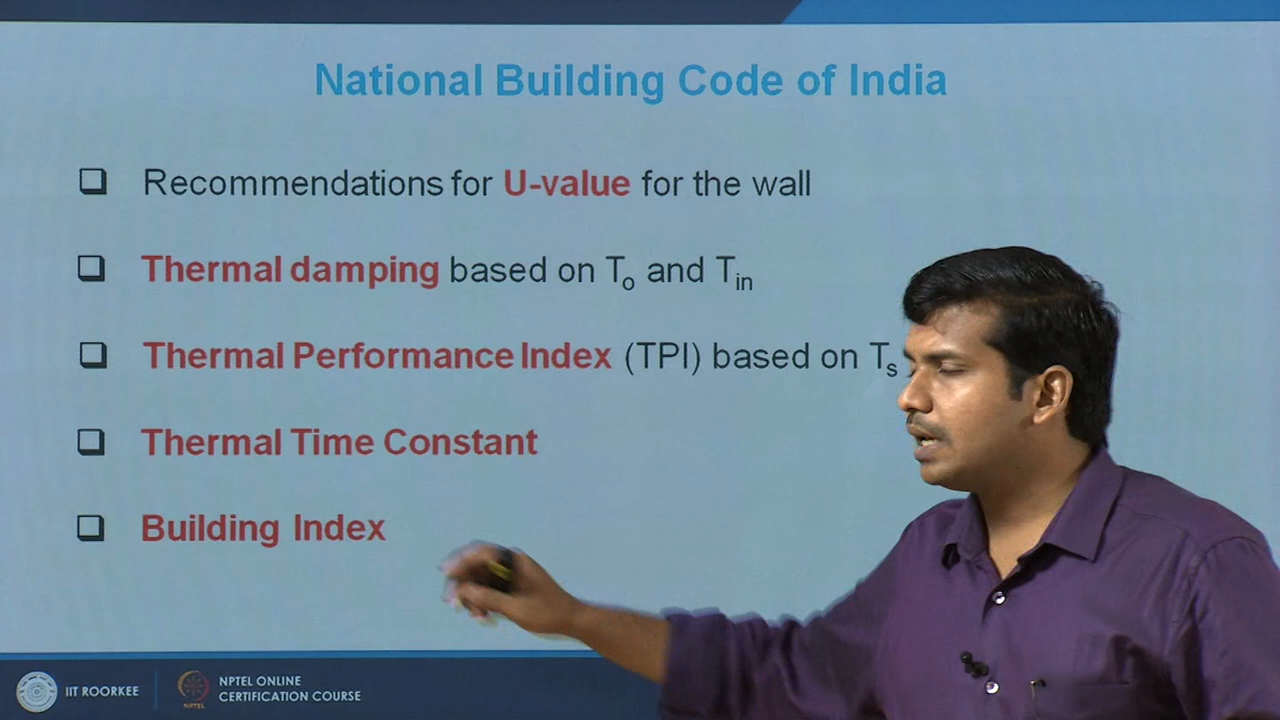 National Building Code of India
❑ Recommendations for U-value for the wall
❑ Thermal damping based on To and Tin
❑ Thermal Performance Index (TPI) based on Ts
❑ Thermal Time Constant
❑ Building Index
IIT ROORKEE
NPTEL
NPTEL ONLINE
CERTIFICATION COURSE